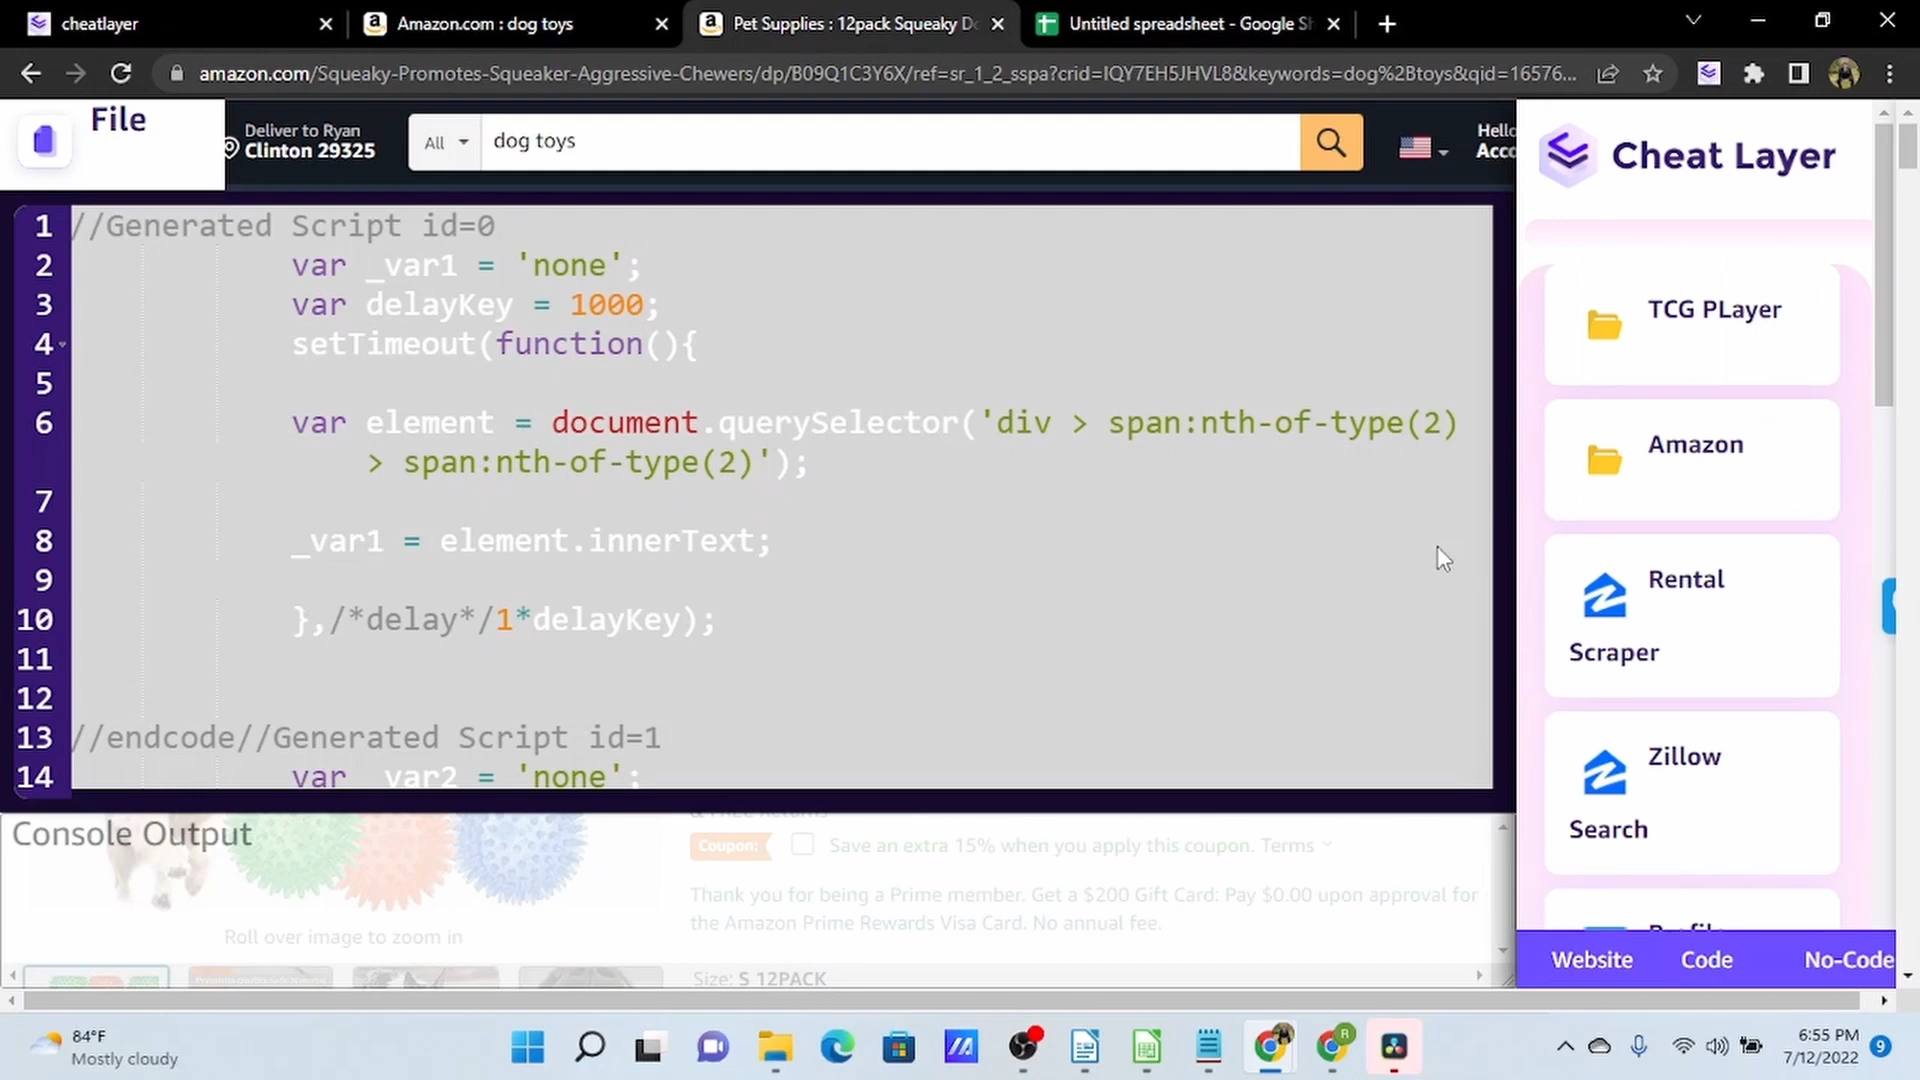 cheatlayer
Amazon.com : dog toys
Pet Supplies : 12pack Squeaky Do
Untitled spreadsheet - Google Sh
amazon.com/Squeaky-Promotes-Squeaker-Aggressive-Chewers/dp/B09Q1C3Y6X/ref=sr_1_2_sspa?crid=IQY7EH5JHVL8&keywords=dog%2Btoys&qid=16576...
File
Deliver to Ryan
Clinton 29325
All
dog toys
Hello
Acco
Cheat Layer
1 //Generated Script id=0
2 var _var1 = 'none';
3 var delayKey = 1000;
4 setTimeout(function(){
5
6 var element = document.querySelector('div > span:nth-of-type(2)
> span:nth-of-type(2)');
7
8 _var1 = element.innerText;
9
10 },/*delay*/1*delayKey);
11
12
13 //endcode//Generated Script id=1
14 var _var2 = 'none';
TCG PLayer
Amazon
Rental
Scraper
Zillow
Search
Profile
Website
Code
No-Code
Console Output
& FREE Returns
Coupon:
Save an extra 15% when you apply this coupon. Terms
Thank you for being a Prime member. Get a $200 Gift Card: Pay $0.00 upon approval for
the Amazon Prime Rewards Visa Card. No annual fee.
Roll over image to zoom in
Size: S 12PACK
84°F
Mostly cloudy
R
6:55 PM
7/12/2022
9